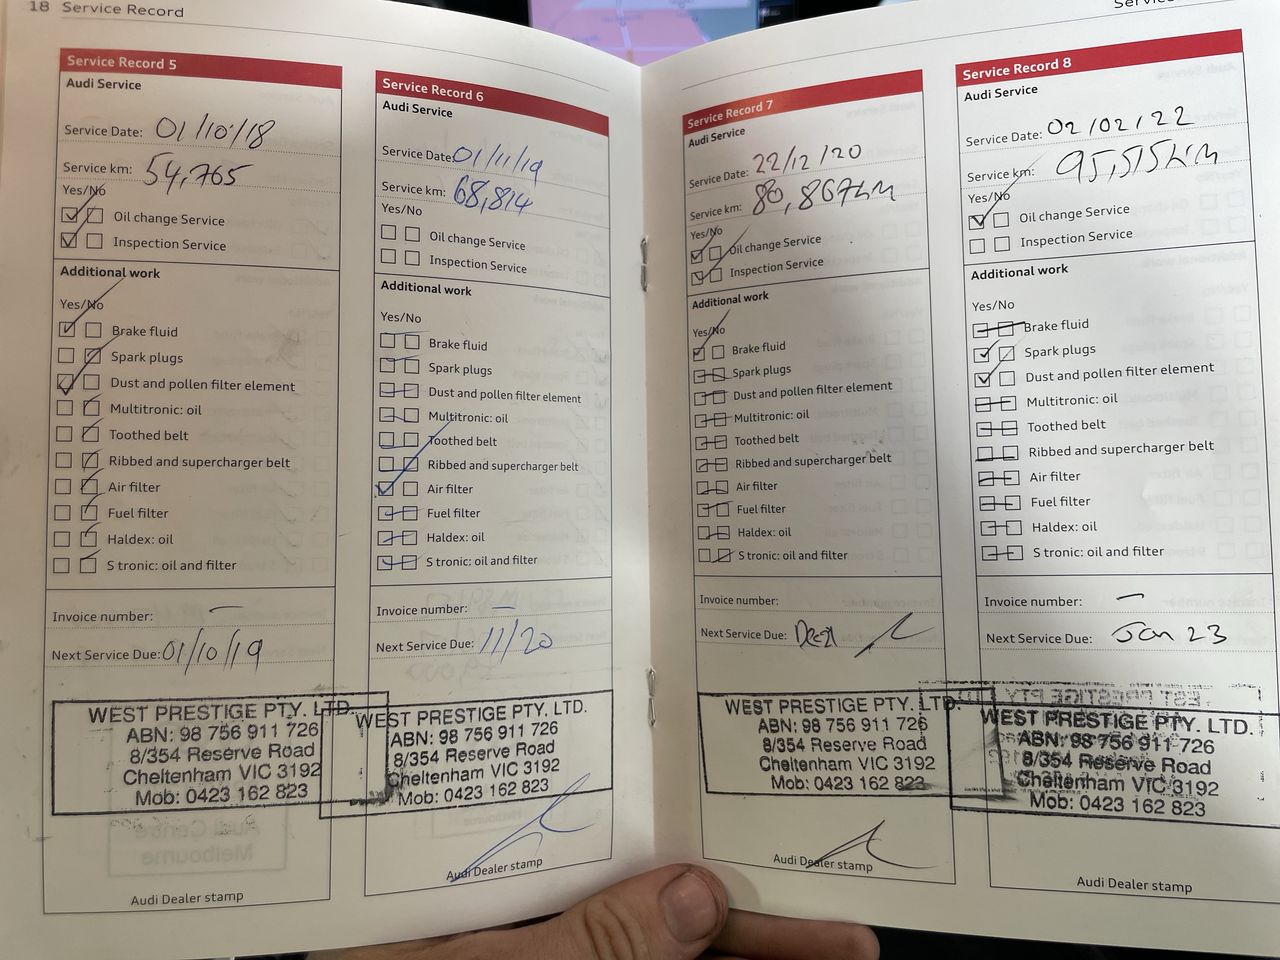 18 Service Record
Service Record 5
Audi Service
Service Date: 01/10/18
Service km: 54,765
Yes/No
Oil change Service
Inspection Service
Additional work
Yes/No
Brake fluid
Spark plugs
Dust and pollen filter element
Multitronic: oil
Toothed belt
Ribbed and supercharger belt
Air filter
Fuel filter
Haldex: oil
S tronic: oil and filter
Invoice number: —
Next Service Due: 01/10/19
WEST PRESTIGE PTY. LTD.
ABN: 98 756 911 726
8/354 Reserve Road
Cheltenham VIC 3192
Mob: 0423 162 823
Audi Dealer stamp
Service Record 6
Audi Service
Service Date: 01/11/19
Service km: 68,814
Yes/No
Oil change Service
Inspection Service
Additional work
Yes/No
Brake fluid
Spark plugs
Dust and pollen filter element
Multitronic: oil
Toothed belt
Ribbed and supercharger belt
Air filter
Fuel filter
Haldex: oil
S tronic: oil and filter
Invoice number: —
Next Service Due: 11/20
WEST PRESTIGE PTY. LTD.
ABN: 98 756 911 726
8/354 Reserve Road
Cheltenham VIC 3192
Mob: 0423 162 823
Audi Dealer stamp
Service Record 7
Audi Service
Service Date: 22/12/20
Service km: 80,867km
Yes/No
Oil change Service
Inspection Service
Additional work
Yes/No
Brake fluid
Spark plugs
Dust and pollen filter element
Multitronic: oil
Toothed belt
Ribbed and supercharger belt
Air filter
Fuel filter
Haldex: oil
S tronic: oil and filter
Invoice number:
Next Service Due:
WEST PRESTIGE PTY. LTD.
ABN: 98 756 911 726
8/354 Reserve Road
Cheltenham VIC 3192
Mob: 0423 162 823
Audi Dealer stamp
Service Record 8
Audi Service
Service Date: 02/02/22
Service km: 95,515km
Yes/No
Oil change Service
Inspection Service
Additional work
Yes/No
Brake fluid
Spark plugs
Dust and pollen filter element
Multitronic: oil
Toothed belt
Ribbed and supercharger belt
Air filter
Fuel filter
Haldex: oil
S tronic: oil and filter
Invoice number: —
Next Service Due: Jan 23
WEST PRESTIGE PTY. LTD.
ABN: 98 756 911 726
8/354 Reserve Road
Cheltenham VIC 3192
Mob: 0423 162 823
Audi Dealer stamp